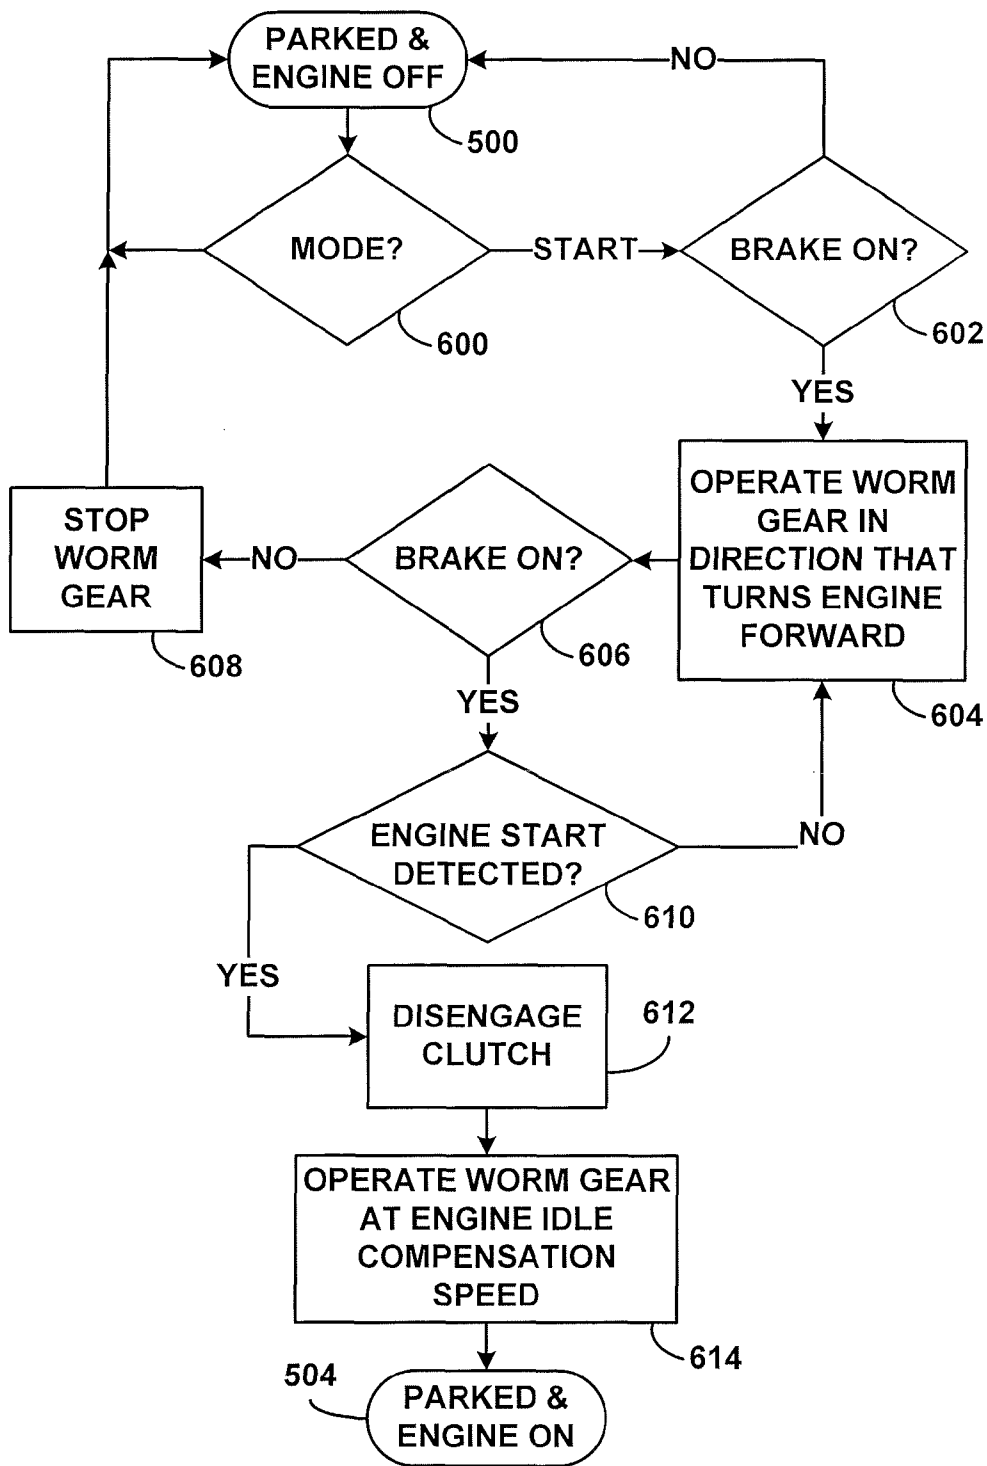 PARKED &
ENGINE OFF
NO
500
MODE?
START
BRAKE ON?
600
602
YES
STOP
WORM
GEAR
NO
BRAKE ON?
OPERATE WORM
GEAR IN
DIRECTION THAT
TURNS ENGINE
FORWARD
608
606
604
YES
ENGINE START
DETECTED?
NO
610
YES
DISENGAGE
CLUTCH
612
OPERATE WORM GEAR
AT ENGINE IDLE
COMPENSATION
SPEED
614
504
PARKED &
ENGINE ON